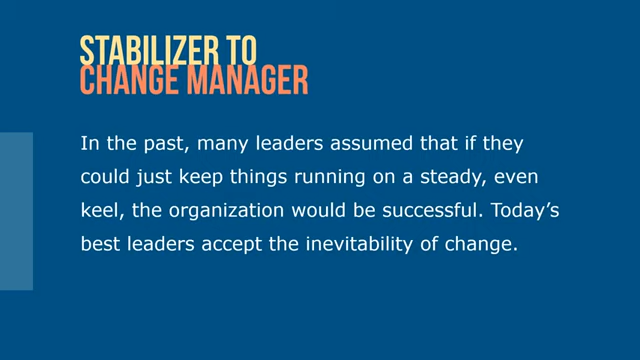 STABILIZER TO
CHANGE MANAGER
In the past, many leaders assumed that if they
could just keep things running on a steady, even
keel, the organization would be successful. Today’s
best leaders accept the inevitability of change.